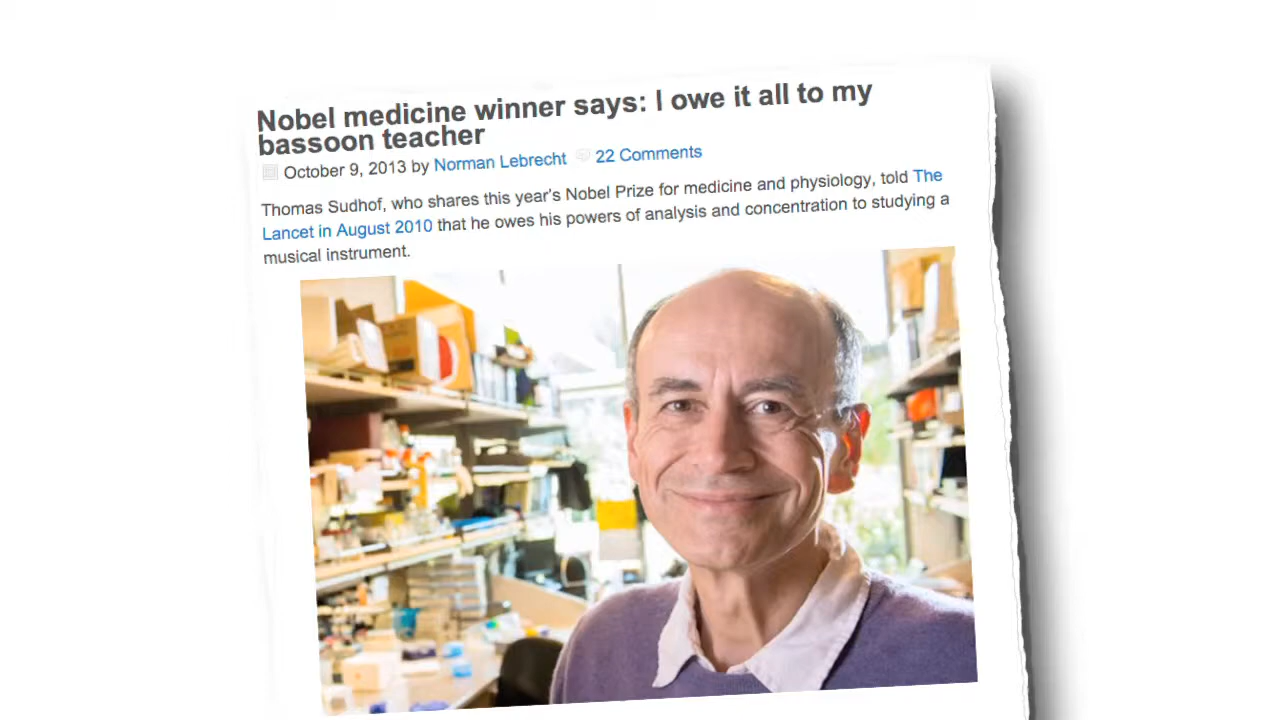 Nobel medicine winner says: I owe it all to my
bassoon teacher
October 9, 2013 by Norman Lebrecht 22 Comments
Thomas Sudhof, who shares this year's Nobel Prize for medicine and physiology, told The
Lancet in August 2010 that he owes his powers of analysis and concentration to studying a
musical instrument.